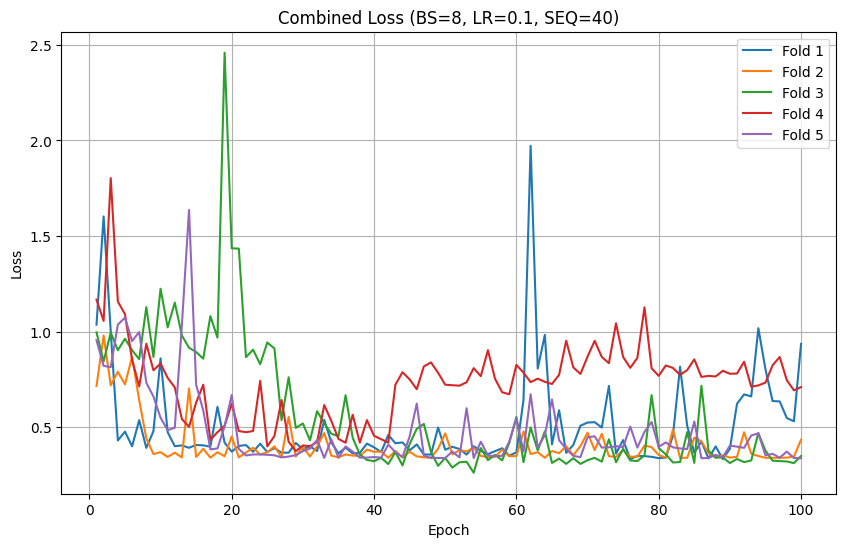 Combined Loss (BS=8, LR=0.1, SEQ=40)
Fold 1
Fold 2
Fold 3
Fold 4
Fold 5
Loss
2.5
2.0
1.5
1.0
0.5
0 20 40 60 80 100
Epoch